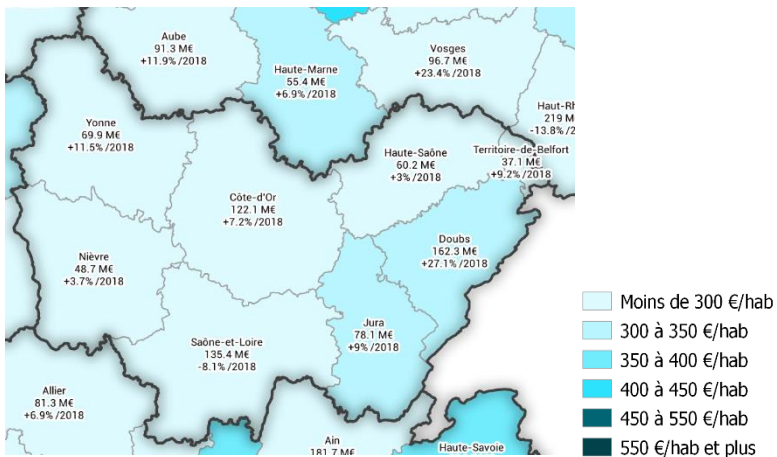 Aube
91.3 M€
+11.9% /2018
Haute-Marne
55.4 M€
+6.9% /2018
Vosges
96.7 M€
+23.4% /2018
Haut-Rh
219 M
-13.8% /2
Yonne
69.9 M€
+11.5% /2018
Côte-d'Or
122.1 M€
+7.2% /2018
Haute-Saône
60.2 M€
+3% /2018
Territoire-de-Belfort
37.1 M€
+9.2% /2018
Nièvre
48.7 M€
+3.7% /2018
Doubs
162.3 M€
+27.1% /2018
Saône-et-Loire
135.4 M€
-8.1% /2018
Jura
78.1 M€
+9% /2018
Allier
81.3 M€
+6.9% /2018
Ain
181.7 M€
Haute-Savoie
Moins de 300 €/hab
300 à 350 €/hab
350 à 400 €/hab
400 à 450 €/hab
450 à 550 €/hab
550 €/hab et plus